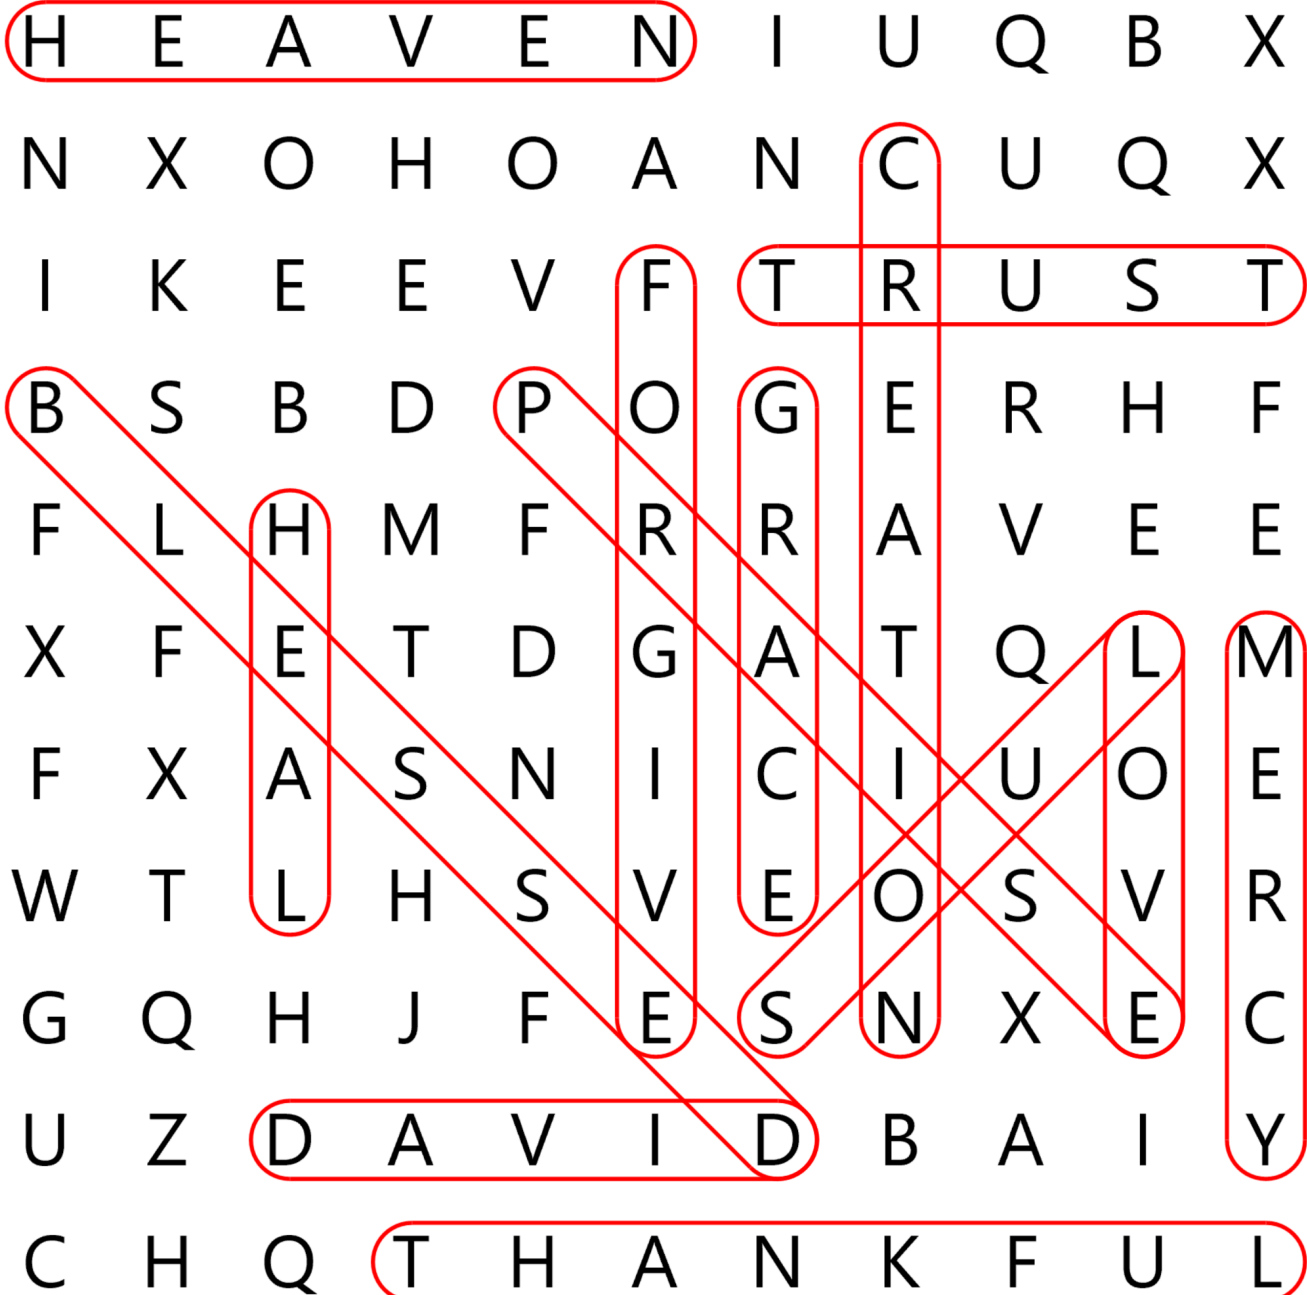 H E A V E N I U Q B X
N X O H O A N C U Q X
I K E E V F T R U S T
B S B D P O G E R H F
F L H M F R R A V E E
X F E T D G A T Q L M
F X A S N I C I U O E
W T L H S V E O S V R
G Q H J F E S N X E C
U Z D A V I D B A I Y
C H Q T H A N K F U L